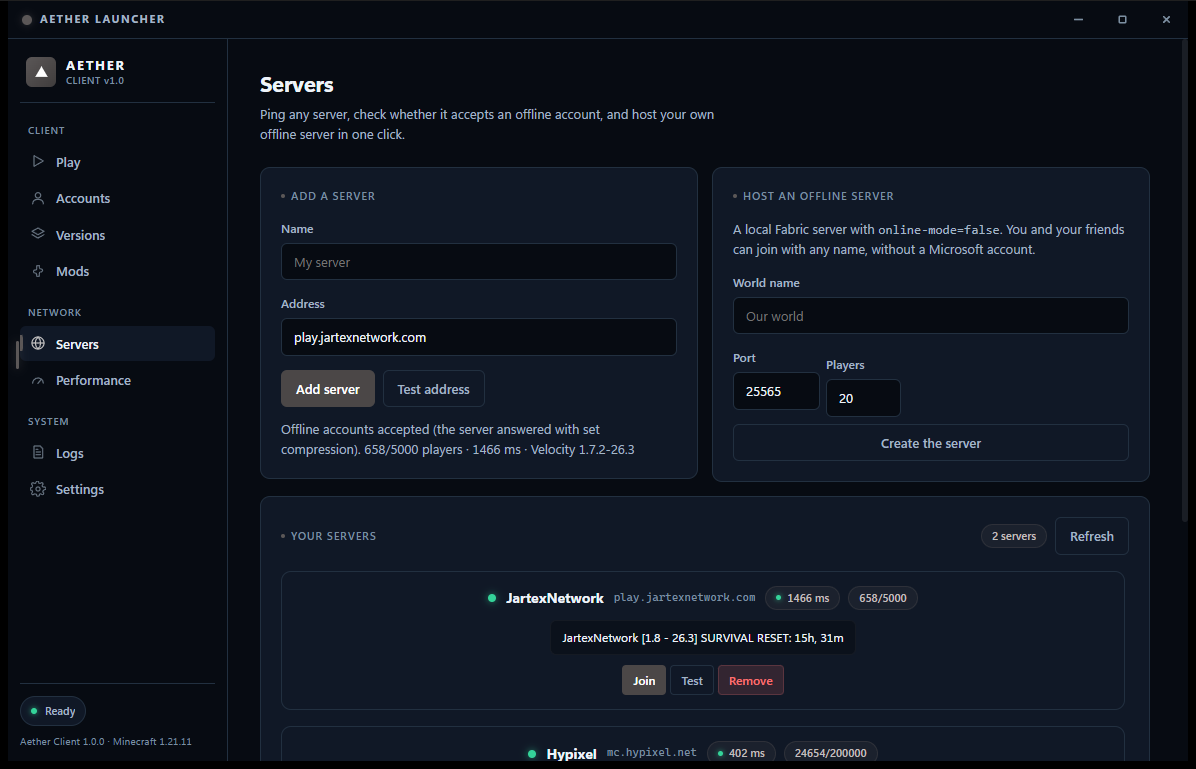 AETHER LAUNCHER
AETHER
CLIENT v1.0
CLIENT
Play
Accounts
Versions
Mods
NETWORK
Servers
Performance
SYSTEM
Logs
Settings
Ready
Aether Client 1.0.0 · Minecraft 1.21.11
Servers
Ping any server, check whether it accepts an offline account, and host your own
offline server in one click.
ADD A SERVER
Name
My server
Address
play.jartexnetwork.com
Add server
Test address
Offline accounts accepted (the server answered with set
compression). 658/5000 players · 1466 ms · Velocity 1.7.2-26.3
HOST AN OFFLINE SERVER
A local Fabric server with online-mode=false. You and your friends
can join with any name, without a Microsoft account.
World name
Our world
Port
Players
25565
20
Create the server
YOUR SERVERS
2 servers
Refresh
JartexNetwork play.jartexnetwork.com 1466 ms 658/5000
JartexNetwork [1.8 - 26.3] SURVIVAL RESET: 15h, 31m
Join
Test
Remove
Hypixel mc.hypixel.net 402 ms 24654/200000